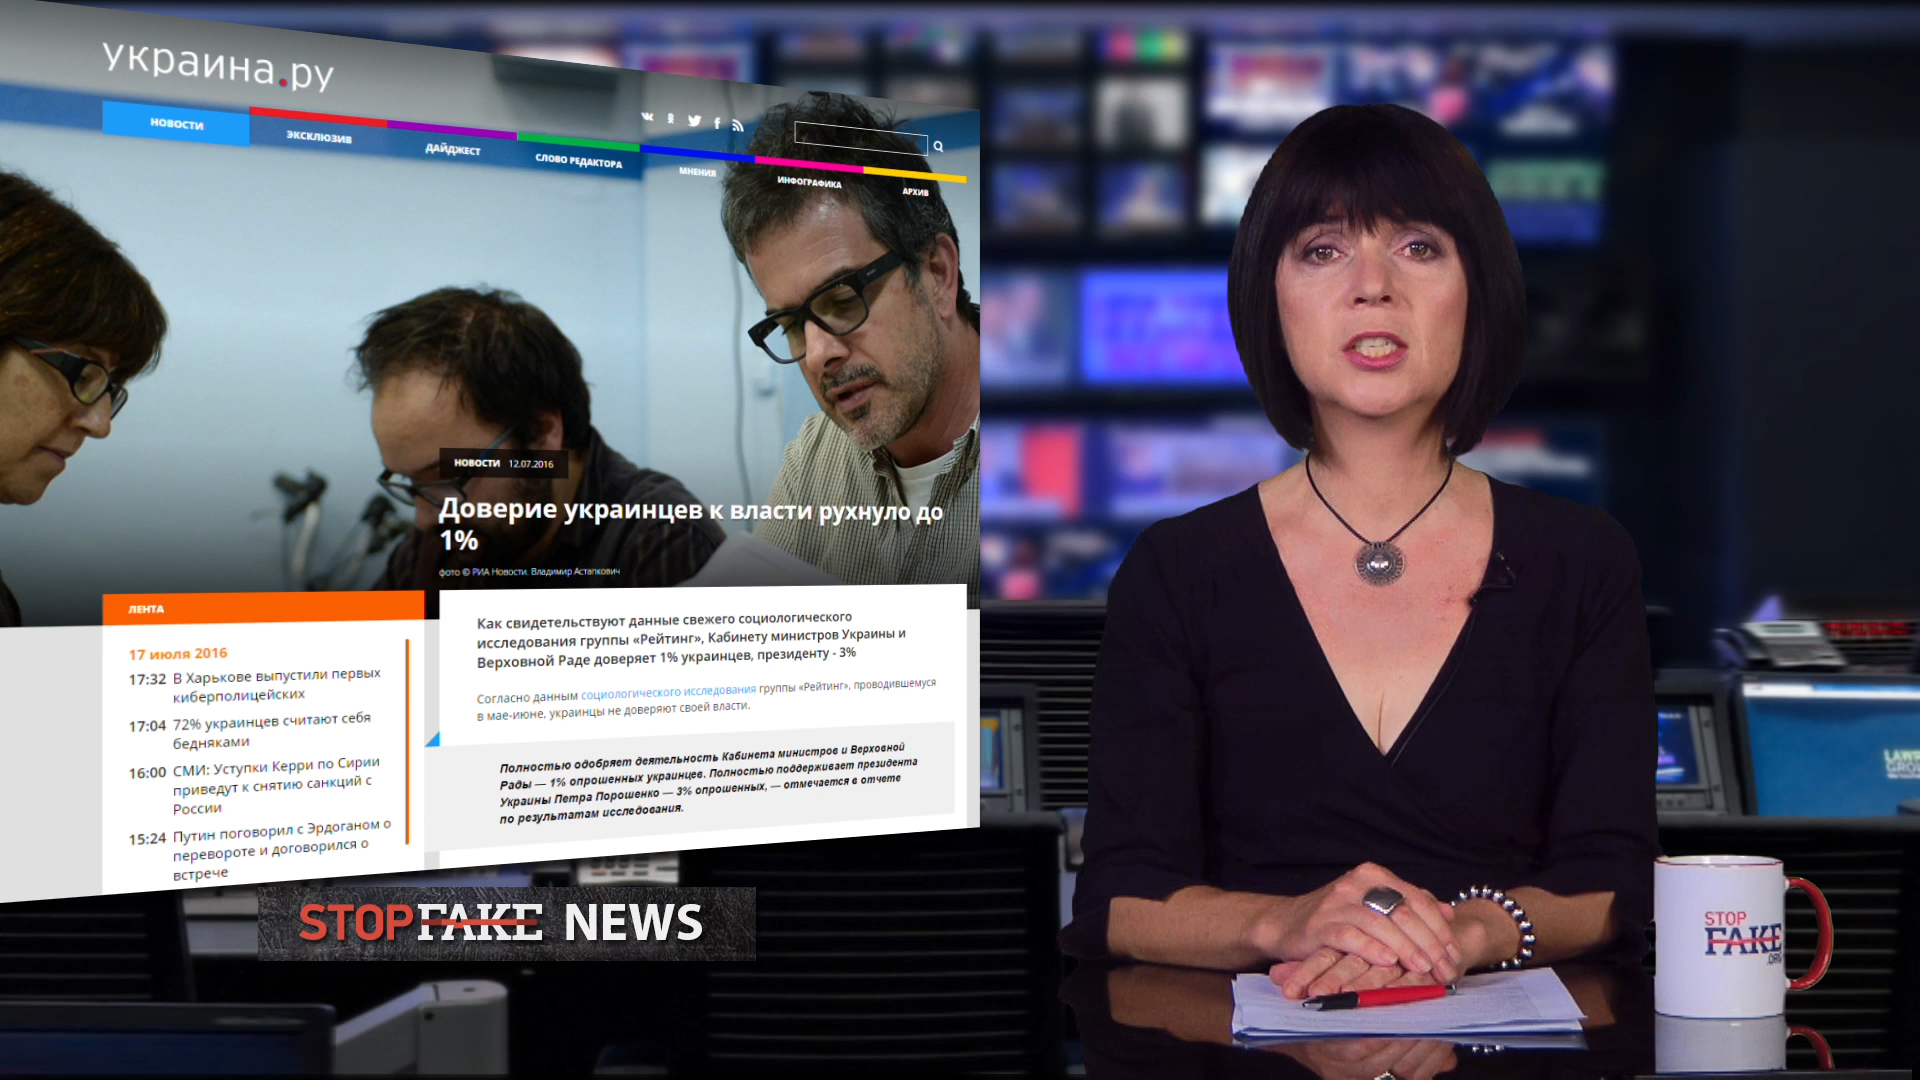 украина.ру
НОВОСТИ
ЭКСКЛЮЗИВ
ДАЙДЖЕСТ
СЛОВО РЕДАКТОРА
МНЕНИЯ
ИНФОГРАФИКА
АРХИВ
НОВОСТИ 12.07.2016
Доверие украинцев к власти рухнуло до
1%
фото © РИА Новости. Владимир Астапкович
ЛЕНТА
17 июля 2016
17:32 В Харькове выпустили первых
киберполицейских
17:04 72% украинцев считают себя
бедняками
16:00 СМИ: Уступки Керри по Сирии
приведут к снятию санкций с
России
15:24 Путин поговорил с Эрдоганом о
перевороте и договорился о
встрече
Как свидетельствуют данные свежего социологического
исследования группы «Рейтинг», Кабинету министров Украины и
Верховной Раде доверяет 1% украинцев, президенту - 3%
Согласно данным социологического исследования группы «Рейтинг», проводившемуся
в мае-июне, украинцы не доверяют своей власти.
Полностью одобряет деятельность Кабинета министров и Верховной
Рады — 1% опрошенных украинцев. Полностью поддерживает президента
Украины Петра Порошенко — 3% опрошенных, — отмечается в отчете
по результатам исследования.
STOPFAKE NEWS
STOP
FAKE
.ORG